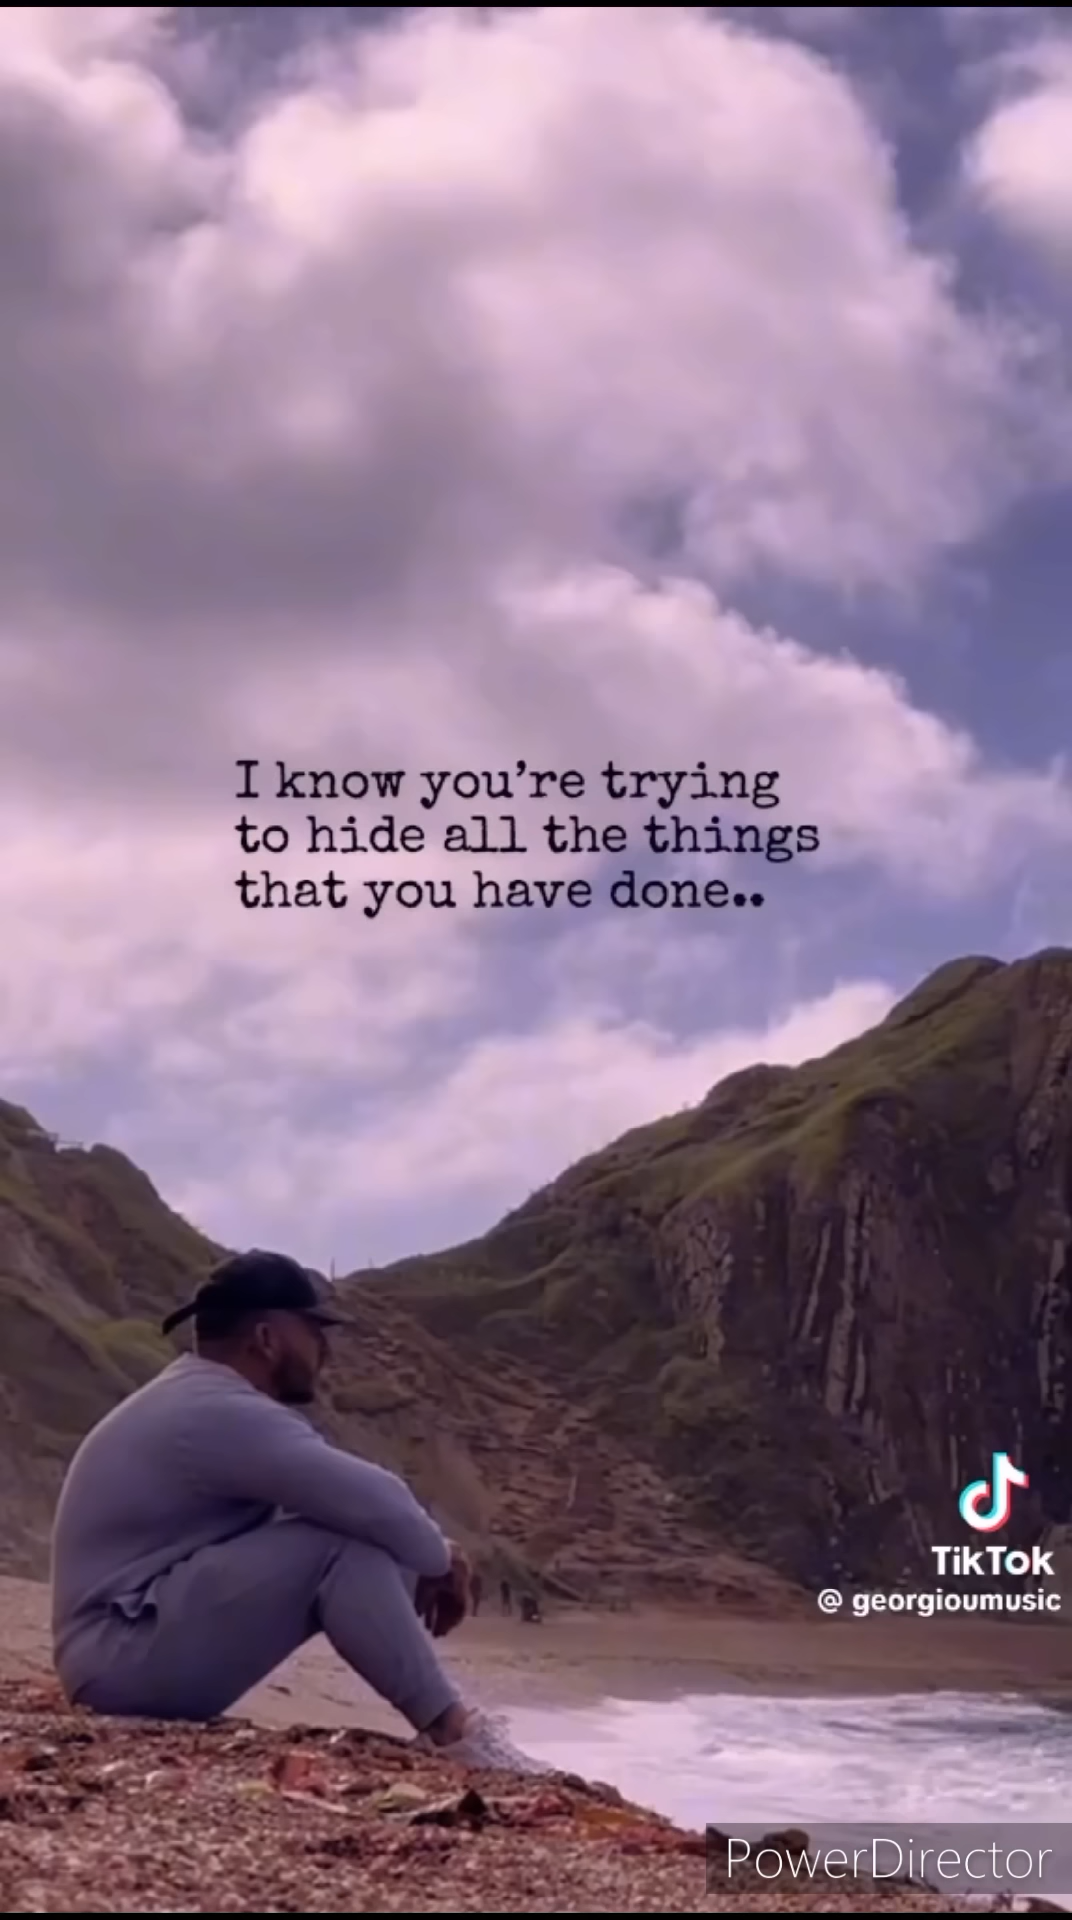 I know you’re trying
to hide all the things
that you have done..
TikTok
@ georgioumusic
PowerDirector